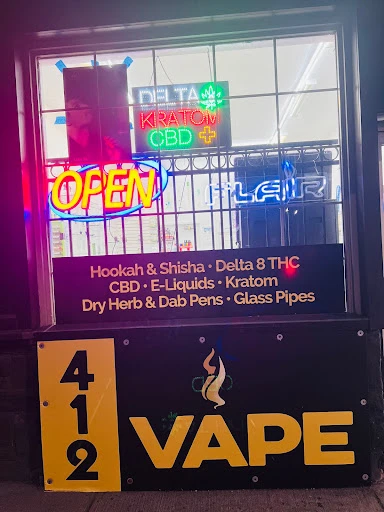 DELTA
KRATOM
CBD +
OPEN
FLAIR
Hookah & Shisha • Delta 8 THC
CBD • E-Liquids • Kratom
Dry Herb & Dab Pens • Glass Pipes
412
VAPE